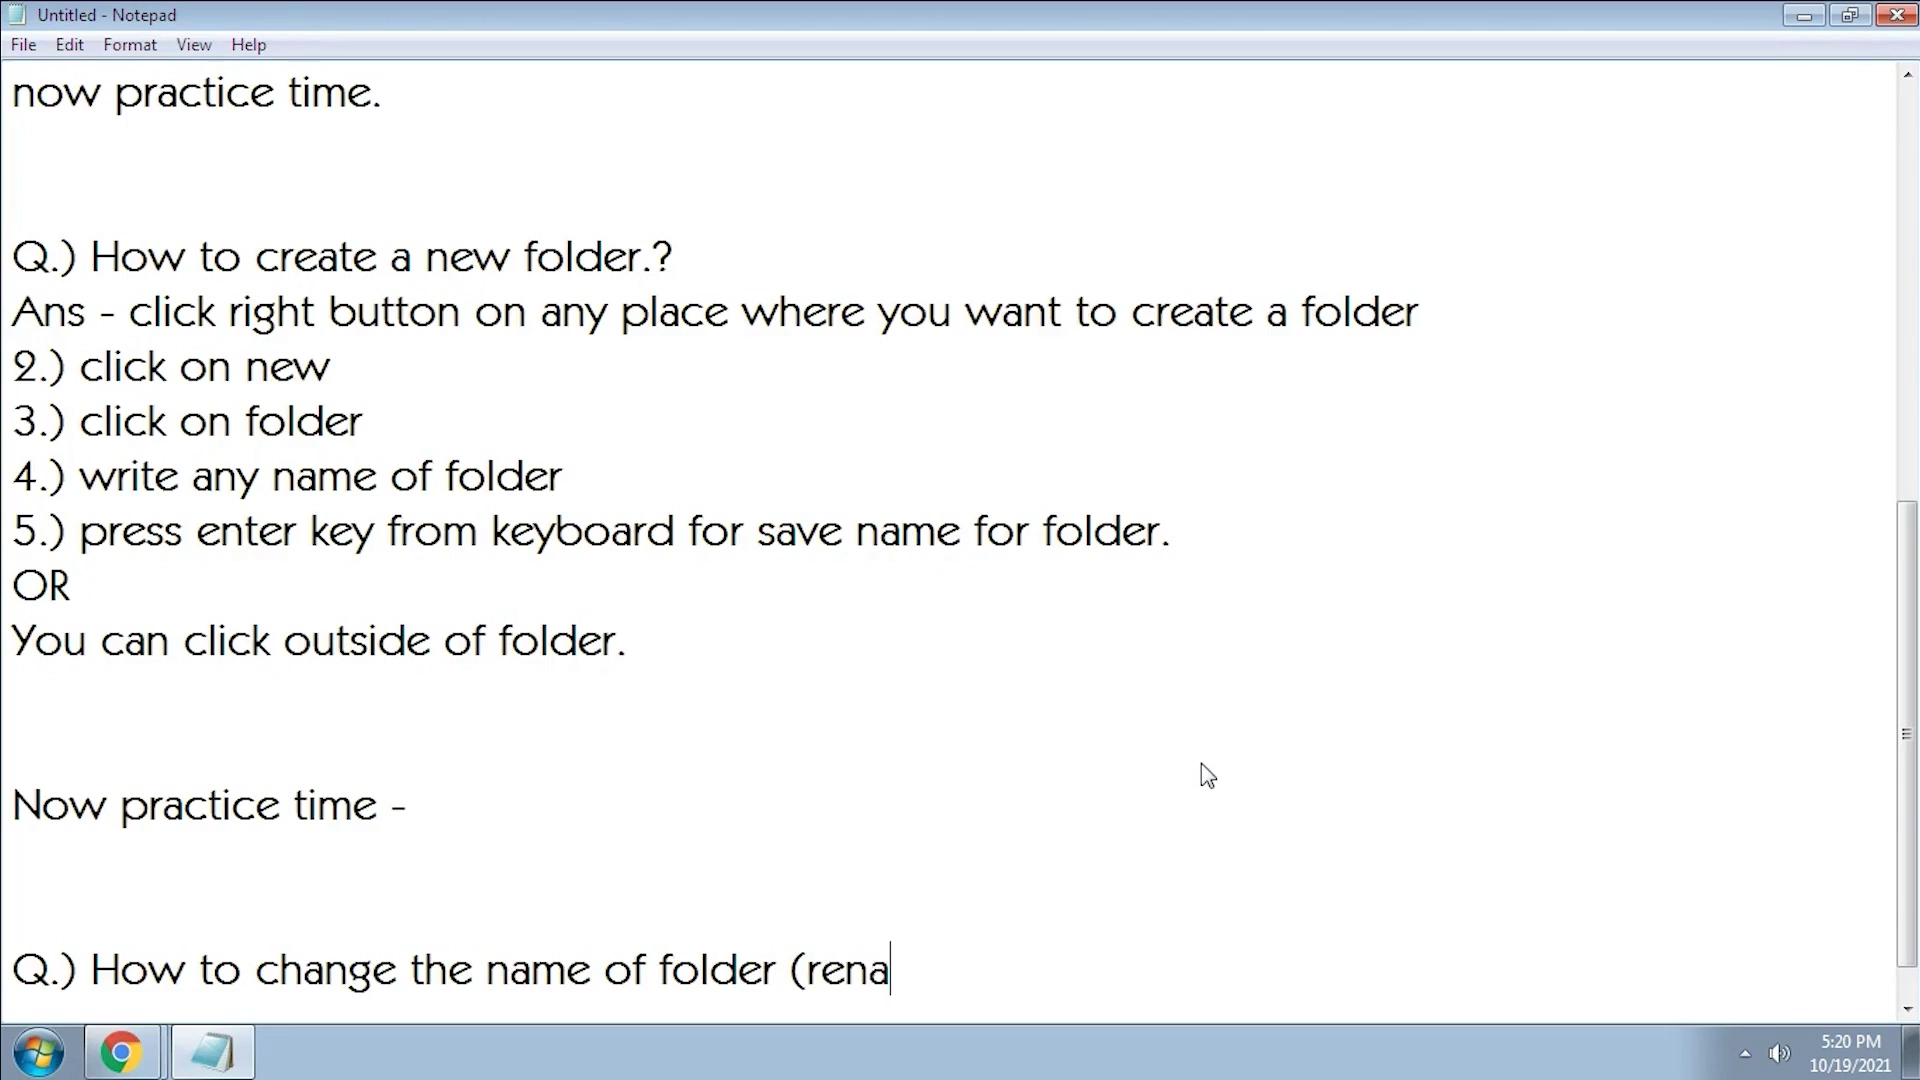 Untitled - Notepad
File Edit Format View Help
now practice time.
Q.) How to create a new folder.?
Ans - click right button on any place where you want to create a folder
2.) click on new
3.) click on folder
4.) write any name of folder
5.) press enter key from keyboard for save name for folder.
OR
You can click outside of folder.
Now practice time -
Q.) How to change the name of folder (rena
5:20 PM
10/19/2021